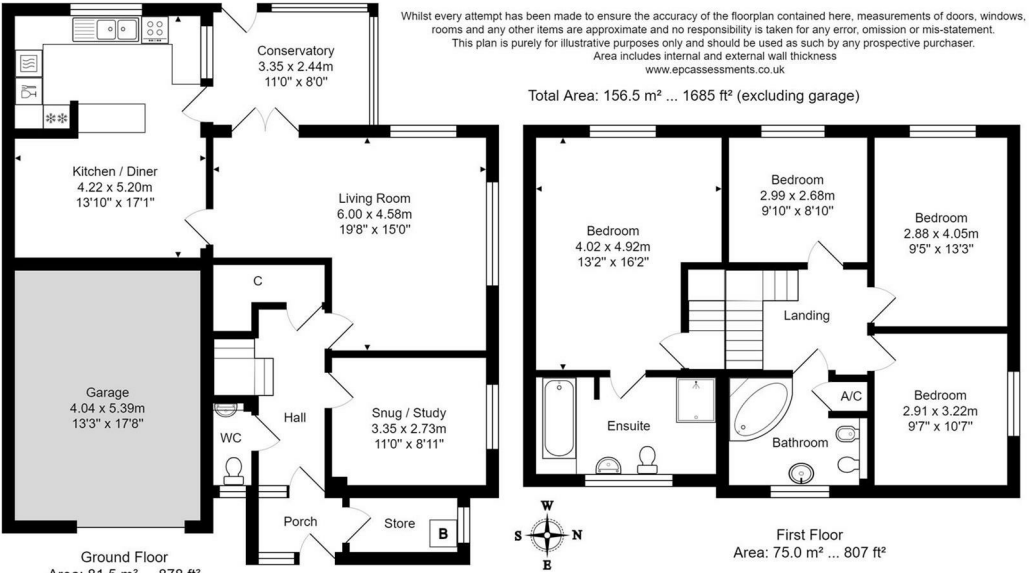 Whilst every attempt has been made to ensure the accuracy of the floorplan contained here, measurements of doors, windows,
rooms and any other items are approximate and no responsibility is taken for any error, omission or mis-statement.
This plan is purely for illustrative purposes only and should be used as such by any prospective purchaser.
Area includes internal and external wall thickness
www.epcassessments.co.uk
Total Area: 156.5 m² ... 1685 ft² (excluding garage)
Conservatory
3.35 x 2.44m
11'0" x 8'0"
Kitchen / Diner
4.22 x 5.20m
13'10" x 17'1"
Living Room
6.00 x 4.58m
19'8" x 15'0"
C
Garage
4.04 x 5.39m
13'3" x 17'8"
Hall
WC
Snug / Study
3.35 x 2.73m
11'0" x 8'11"
Porch
Store
B
Ground Floor
Area: 81.5 m² ... 878 ft²
Bedroom
4.02 x 4.92m
13'2" x 16'2"
Bedroom
2.99 x 2.68m
9'10" x 8'10"
Bedroom
2.88 x 4.05m
9'5" x 13'3"
Landing
Bedroom
2.91 x 3.22m
9'7" x 10'7"
A/C
Ensuite
Bathroom
W
S
N
E
First Floor
Area: 75.0 m² ... 807 ft²